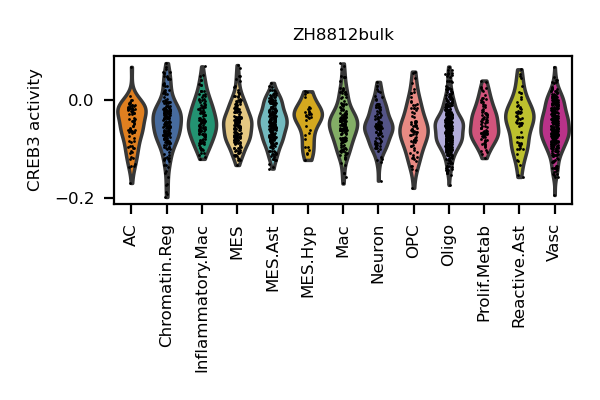 ZH8812bulk
CREB3 activity
0.0
−0.2
AC
Chromatin.Reg
Inflammatory.Mac
MES
MES.Ast
MES.Hyp
Mac
Neuron
OPC
Oligo
Prolif.Metab
Reactive.Ast
Vasc